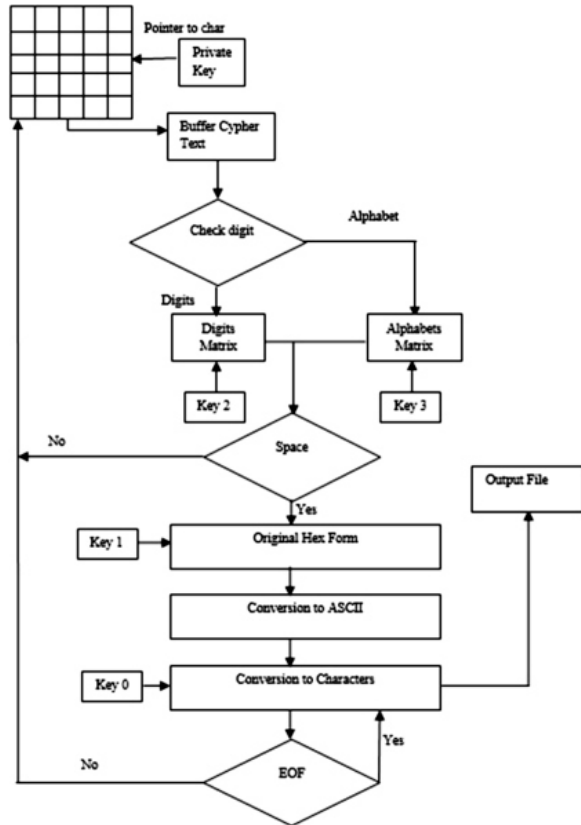 Pointer to char
Private
Key
Buffer Cypher
Text
Check digit
Alphabet
Digits
Digits
Matrix
Alphabets
Matrix
Key 2
Key 3
Space
No
Yes
Output File
Key 1
Original Hex Form
Conversion to ASCII
Key 0
Conversion to Characters
Yes
No
EOF